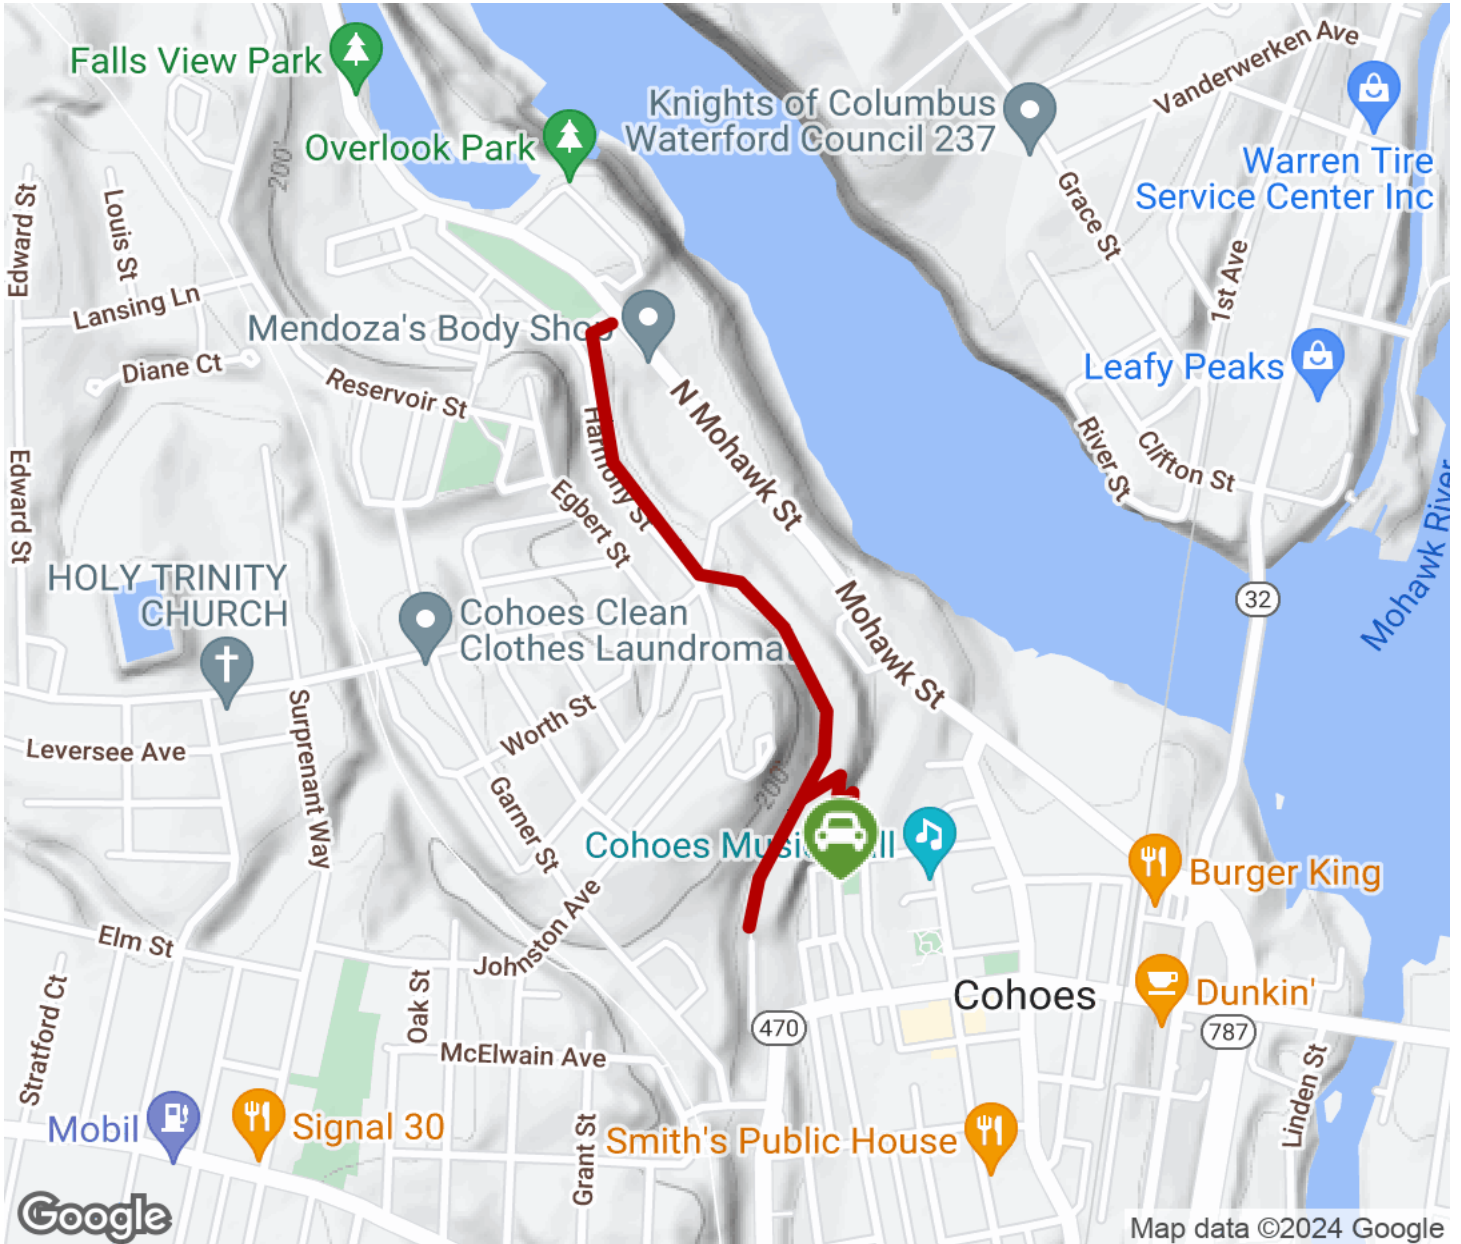 Falls View Park
Overlook Park
200'
Knights of Columbus
Waterford Council 237
Vanderwerken Ave
Warren Tire
Service Center Inc
Edward St
Louis St
Lansing Ln
Grace St
1st Ave
Mendoza's Body Shop
Diane Ct
Reservoir St
Leafy Peaks
N Mohawk St
Harmony St
River St
Clifton St
Edward St
Egbert St
HOLY TRINITY
CHURCH
Cohoes Clean
Clothes Laundromat
Mohawk St
32
Mohawk River
Surprenant Way
Worth St
Leversee Ave
200'
Garner St
Cohoes Music Hall
Burger King
Elm St
Johnston Ave
Stratford Ct
Oak St
Cohoes
Dunkin'
470
787
McElwain Ave
Linden St
Mobil
Signal 30
Grant St
Smith's Public House
Google
Map data ©2024 Google